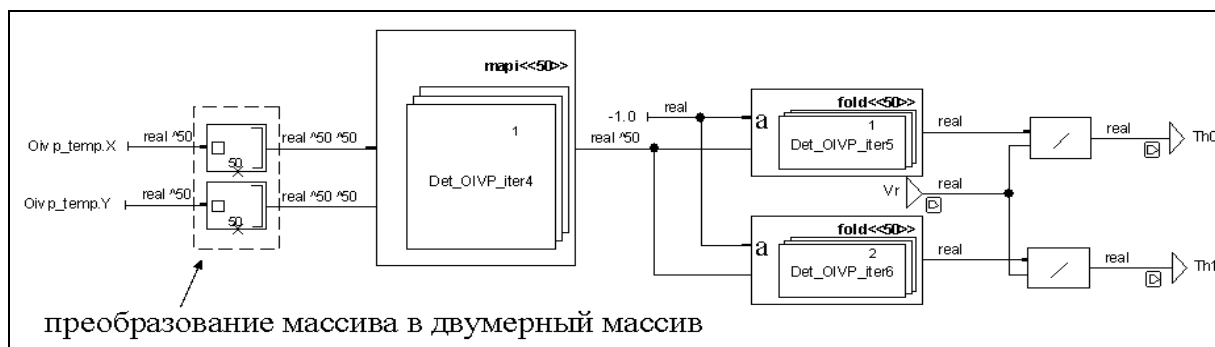 mapi<<50>>
1
Det_OIVP_iter4
Oivp_temp.X
real ^50
50
real ^50 ^50
Oivp_temp.Y
real ^50
50
real ^50 ^50
real ^50
-1.0
real
fold<<50>>
a
1
Det_OIVP_iter5
real
/
real
Th0
Vr
real
fold<<50>>
a
2
Det_OIVP_iter6
real
/
real
Th1
преобразование массива в двумерный массив